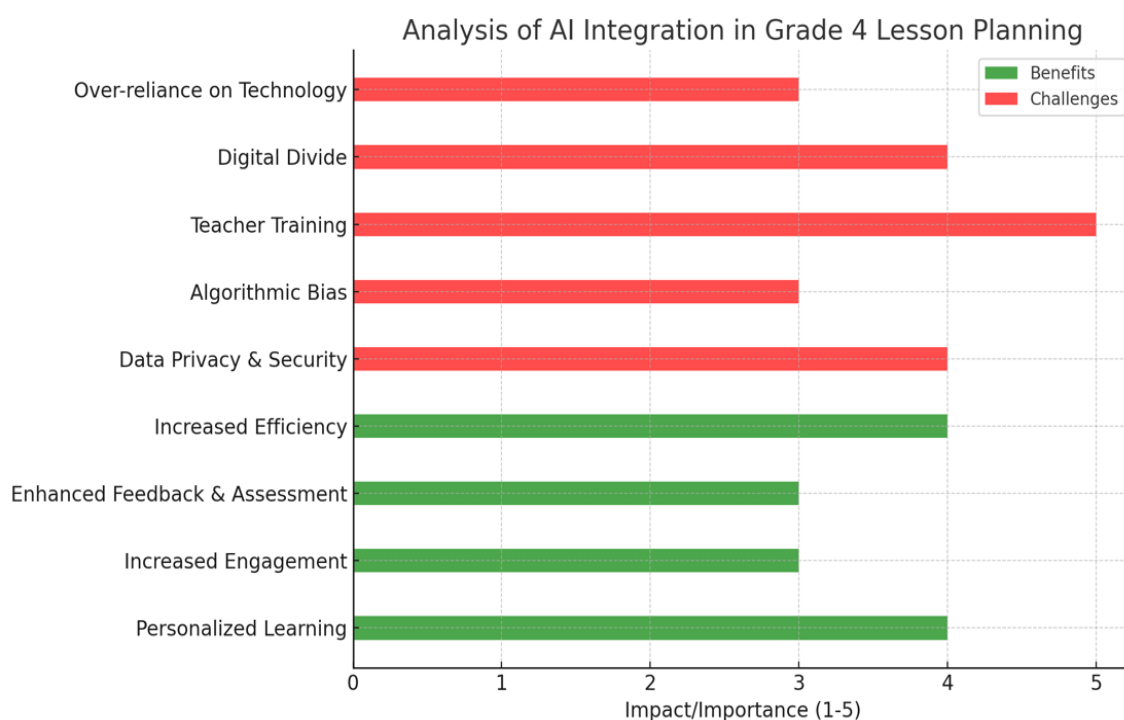 Analysis of AI Integration in Grade 4 Lesson Planning
Benefits
Challenges
Over-reliance on Technology
Digital Divide
Teacher Training
Algorithmic Bias
Data Privacy & Security
Increased Efficiency
Enhanced Feedback & Assessment
Increased Engagement
Personalized Learning
0 1 2 3 4 5
Impact/Importance (1-5)